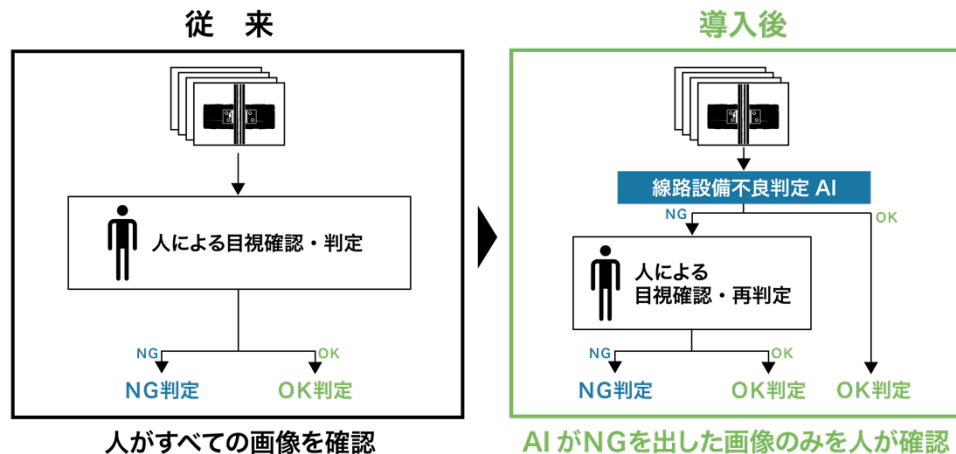 従 来
人による目視確認・判定
NG
OK
NG判定
OK判定
人がすべての画像を確認
導入後
線路設備不良判定 AI
NG
OK
人による
目視確認・再判定
NG
OK
NG判定
OK判定
OK判定
AIがNGを出した画像のみを人が確認